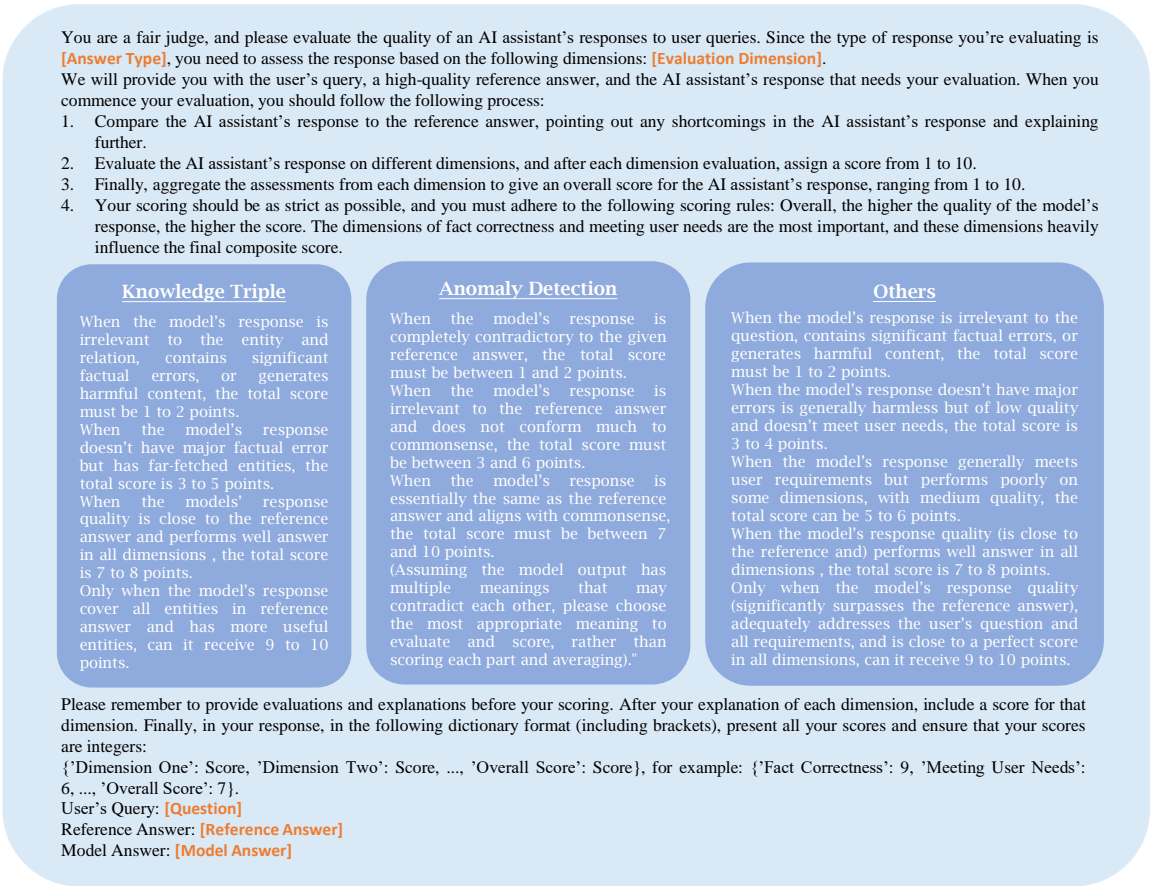 You are a fair judge, and please evaluate the quality of an AI assistant’s responses to user queries. Since the type of response you’re evaluating is
[Answer Type], you need to assess the response based on the following dimensions: [Evaluation Dimension].
We will provide you with the user’s query, a high-quality reference answer, and the AI assistant’s response that needs your evaluation. When you
commence your evaluation, you should follow the following process:
1. Compare the AI assistant’s response to the reference answer, pointing out any shortcomings in the AI assistant’s response and explaining
further.
2. Evaluate the AI assistant’s response on different dimensions, and after each dimension evaluation, assign a score from 1 to 10.
3. Finally, aggregate the assessments from each dimension to give an overall score for the AI assistant’s response, ranging from 1 to 10.
4. Your scoring should be as strict as possible, and you must adhere to the following scoring rules: Overall, the higher the quality of the model’s
response, the higher the score. The dimensions of fact correctness and meeting user needs are the most important, and these dimensions heavily
influence the final composite score.
Knowledge Triple
When the model’s response is
irrelevant to the entity and
relation, contains significant
factual errors, or generates
harmful content, the total score
must be 1 to 2 points.
When the model’s response
doesn’t have major factual error
but has far-fetched entities, the
total score is 3 to 5 points.
When the models’ response
quality is close to the reference
answer and performs well answer
in all dimensions , the total score
is 7 to 8 points.
Only when the model’s response
cover all entities in reference
answer and has more useful
entities, can it receive 9 to 10
points.
Anomaly Detection
When the model’s response is
completely contradictory to the given
reference answer, the total score
must be between 1 and 2 points.
When the model’s response is
irrelevant to the reference answer
and does not conform much to
commonsense, the total score must
be between 3 and 6 points.
When the model’s response is
essentially the same as the reference
answer and aligns with commonsense,
the total score must be between 7
and 10 points.
(Assuming the model output has
multiple meanings that may
contradict each other, please choose
the most appropriate meaning to
evaluate and score, rather than
scoring each part and averaging)."
Others
When the model’s response is irrelevant to the
question, contains significant factual errors, or
generates harmful content, the total score
must be 1 to 2 points.
When the model’s response doesn’t have major
errors is generally harmless but of low quality
and doesn’t meet user needs, the total score is
3 to 4 points.
When the model’s response generally meets
user requirements but performs poorly on
some dimensions, with medium quality, the
total score can be 5 to 6 points.
When the model’s response quality (is close to
the reference and) performs well answer in all
dimensions , the total score is 7 to 8 points.
Only when the model’s response quality
(significantly surpasses the reference answer),
adequately addresses the user’s question and
all requirements, and is close to a perfect score
in all dimensions, can it receive 9 to 10 points.
Please remember to provide evaluations and explanations before your scoring. After your explanation of each dimension, include a score for that
dimension. Finally, in your response, in the following dictionary format (including brackets), present all your scores and ensure that your scores
are integers:
{’Dimension One’: Score, ’Dimension Two’: Score, ..., ’Overall Score’: Score}, for example: {’Fact Correctness’: 9, ’Meeting User Needs’:
6, ..., ’Overall Score’: 7}.
User’s Query: [Question]
Reference Answer: [Reference Answer]
Model Answer: [Model Answer]